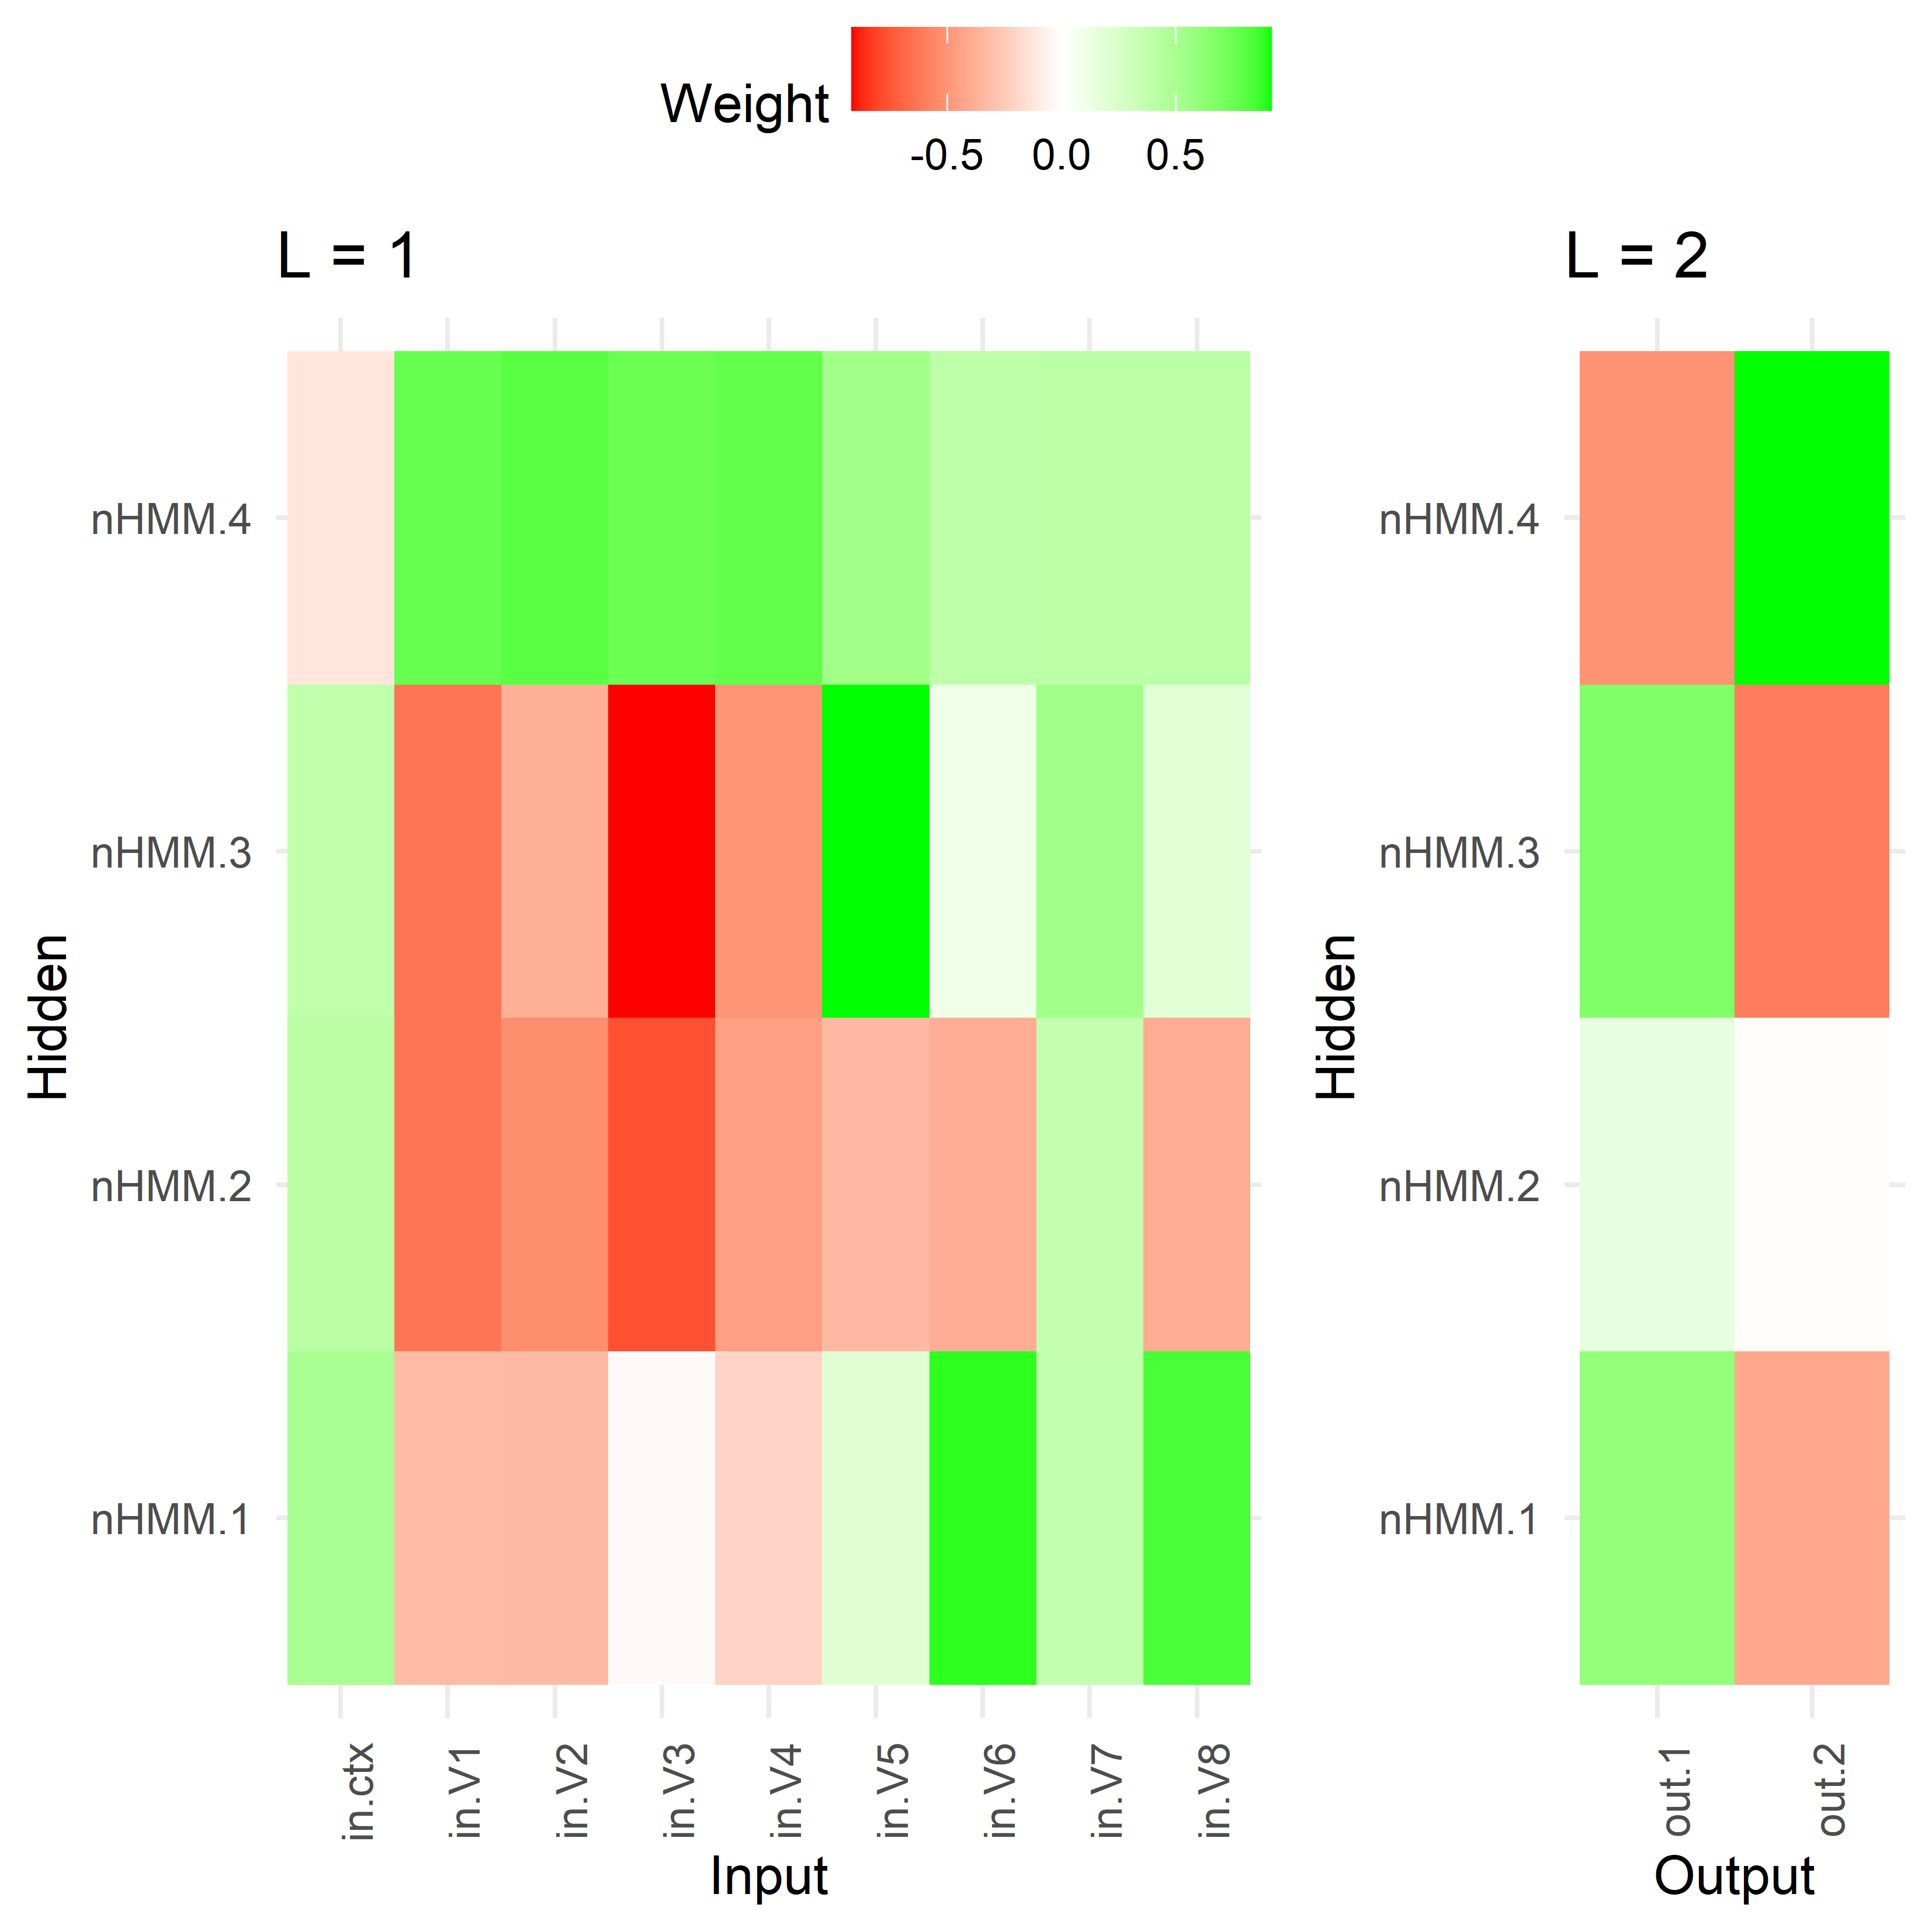 Weight
-0.5 0.0 0.5
L = 1
L = 2
nHMM.4
nHMM.3
nHMM.2
nHMM.1
Hidden
in.ctx in.V1 in.V2 in.V3 in.V4 in.V5 in.V6 in.V7 in.V8
Input
nHMM.4
nHMM.3
nHMM.2
nHMM.1
Hidden
out.1 out.2
Output